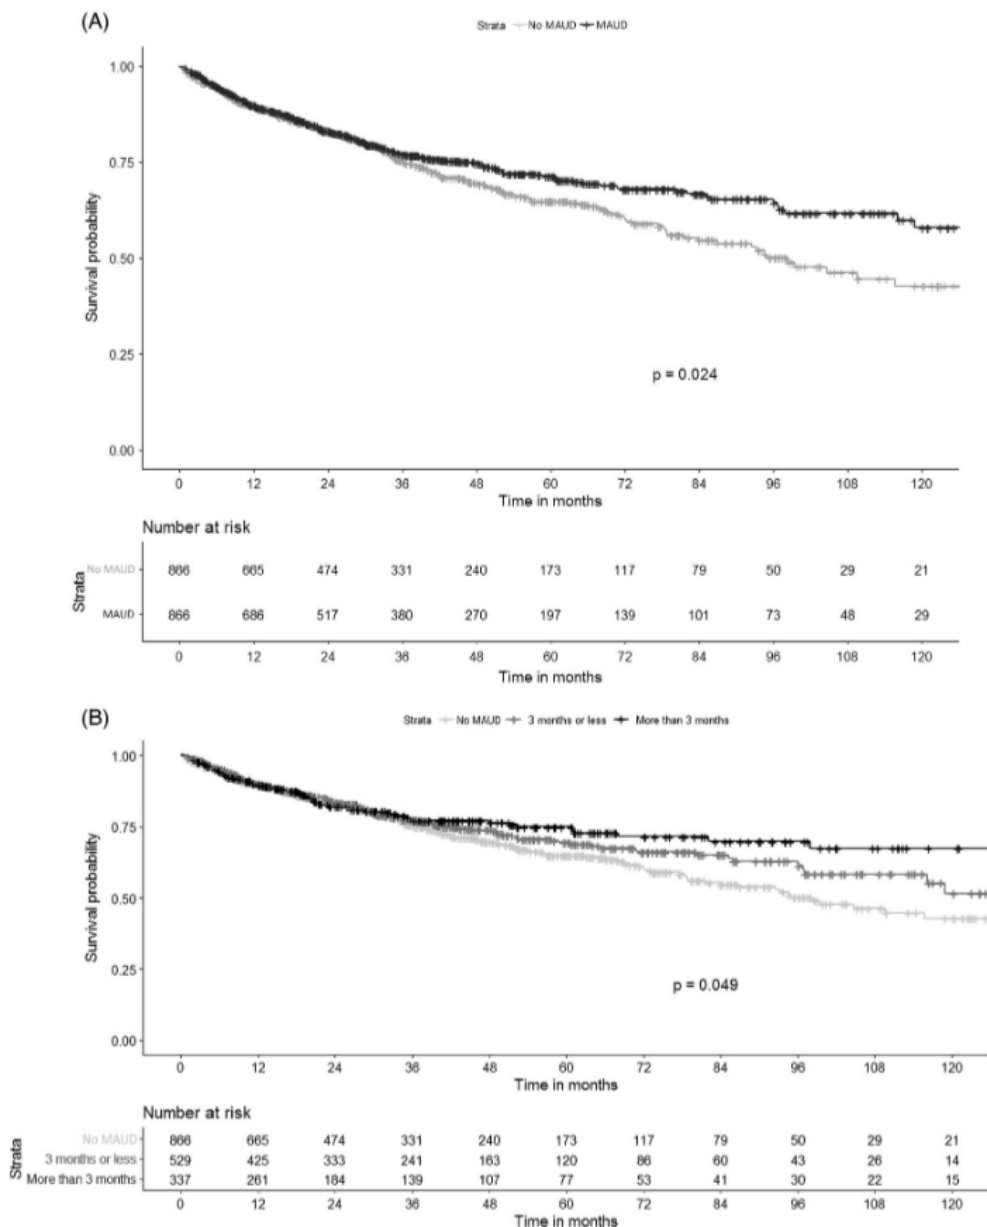 (A)
Strata No MAUD MAUD
1.00
0.75
0.50
0.25
0.00
Survival probability
p = 0.024
0 12 24 36 48 60 72 84 96 108 120
Time in months
Number at risk
Strata
No MAUD 866 665 474 331 240 173 117 79 50 29 21
MAUD 866 686 517 380 270 197 139 101 73 48 29
0 12 24 36 48 60 72 84 96 108 120
Time in months
(B)
Strata No MAUD 3 months or less More than 3 months
1.00
0.75
0.50
0.25
0.00
Survival probability
p = 0.049
0 12 24 36 48 60 72 84 96 108 120
Time in months
Number at risk
Strata
No MAUD 866 665 474 331 240 173 117 79 50 29 21
3 months or less 529 425 333 241 163 120 86 60 43 26 14
More than 3 months 337 261 184 139 107 77 53 41 30 22 15
0 12 24 36 48 60 72 84 96 108 120
Time in months